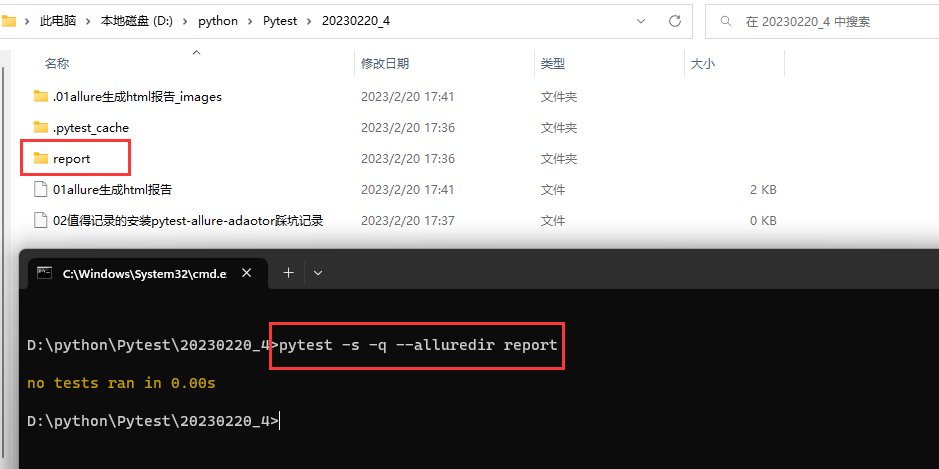 此电脑 > 本地磁盘 (D:) > python > Pytest > 20230220_4
在 20230220_4 中搜索
名称 修改日期 类型 大小
.01allure生成html报告_images 2023/2/20 17:41 文件夹
.pytest_cache 2023/2/20 17:36 文件夹
report 2023/2/20 17:36 文件夹
01allure生成html报告 2023/2/20 17:41 文件 2 KB
02值得记录的安装pytest-allure-adaotor踩坑记录 2023/2/20 17:37 文件 0 KB
C:\Windows\System32\cmd.e
D:\python\Pytest\20230220_4>pytest -s -q --alluredir report
no tests ran in 0.00s
D:\python\Pytest\20230220_4>